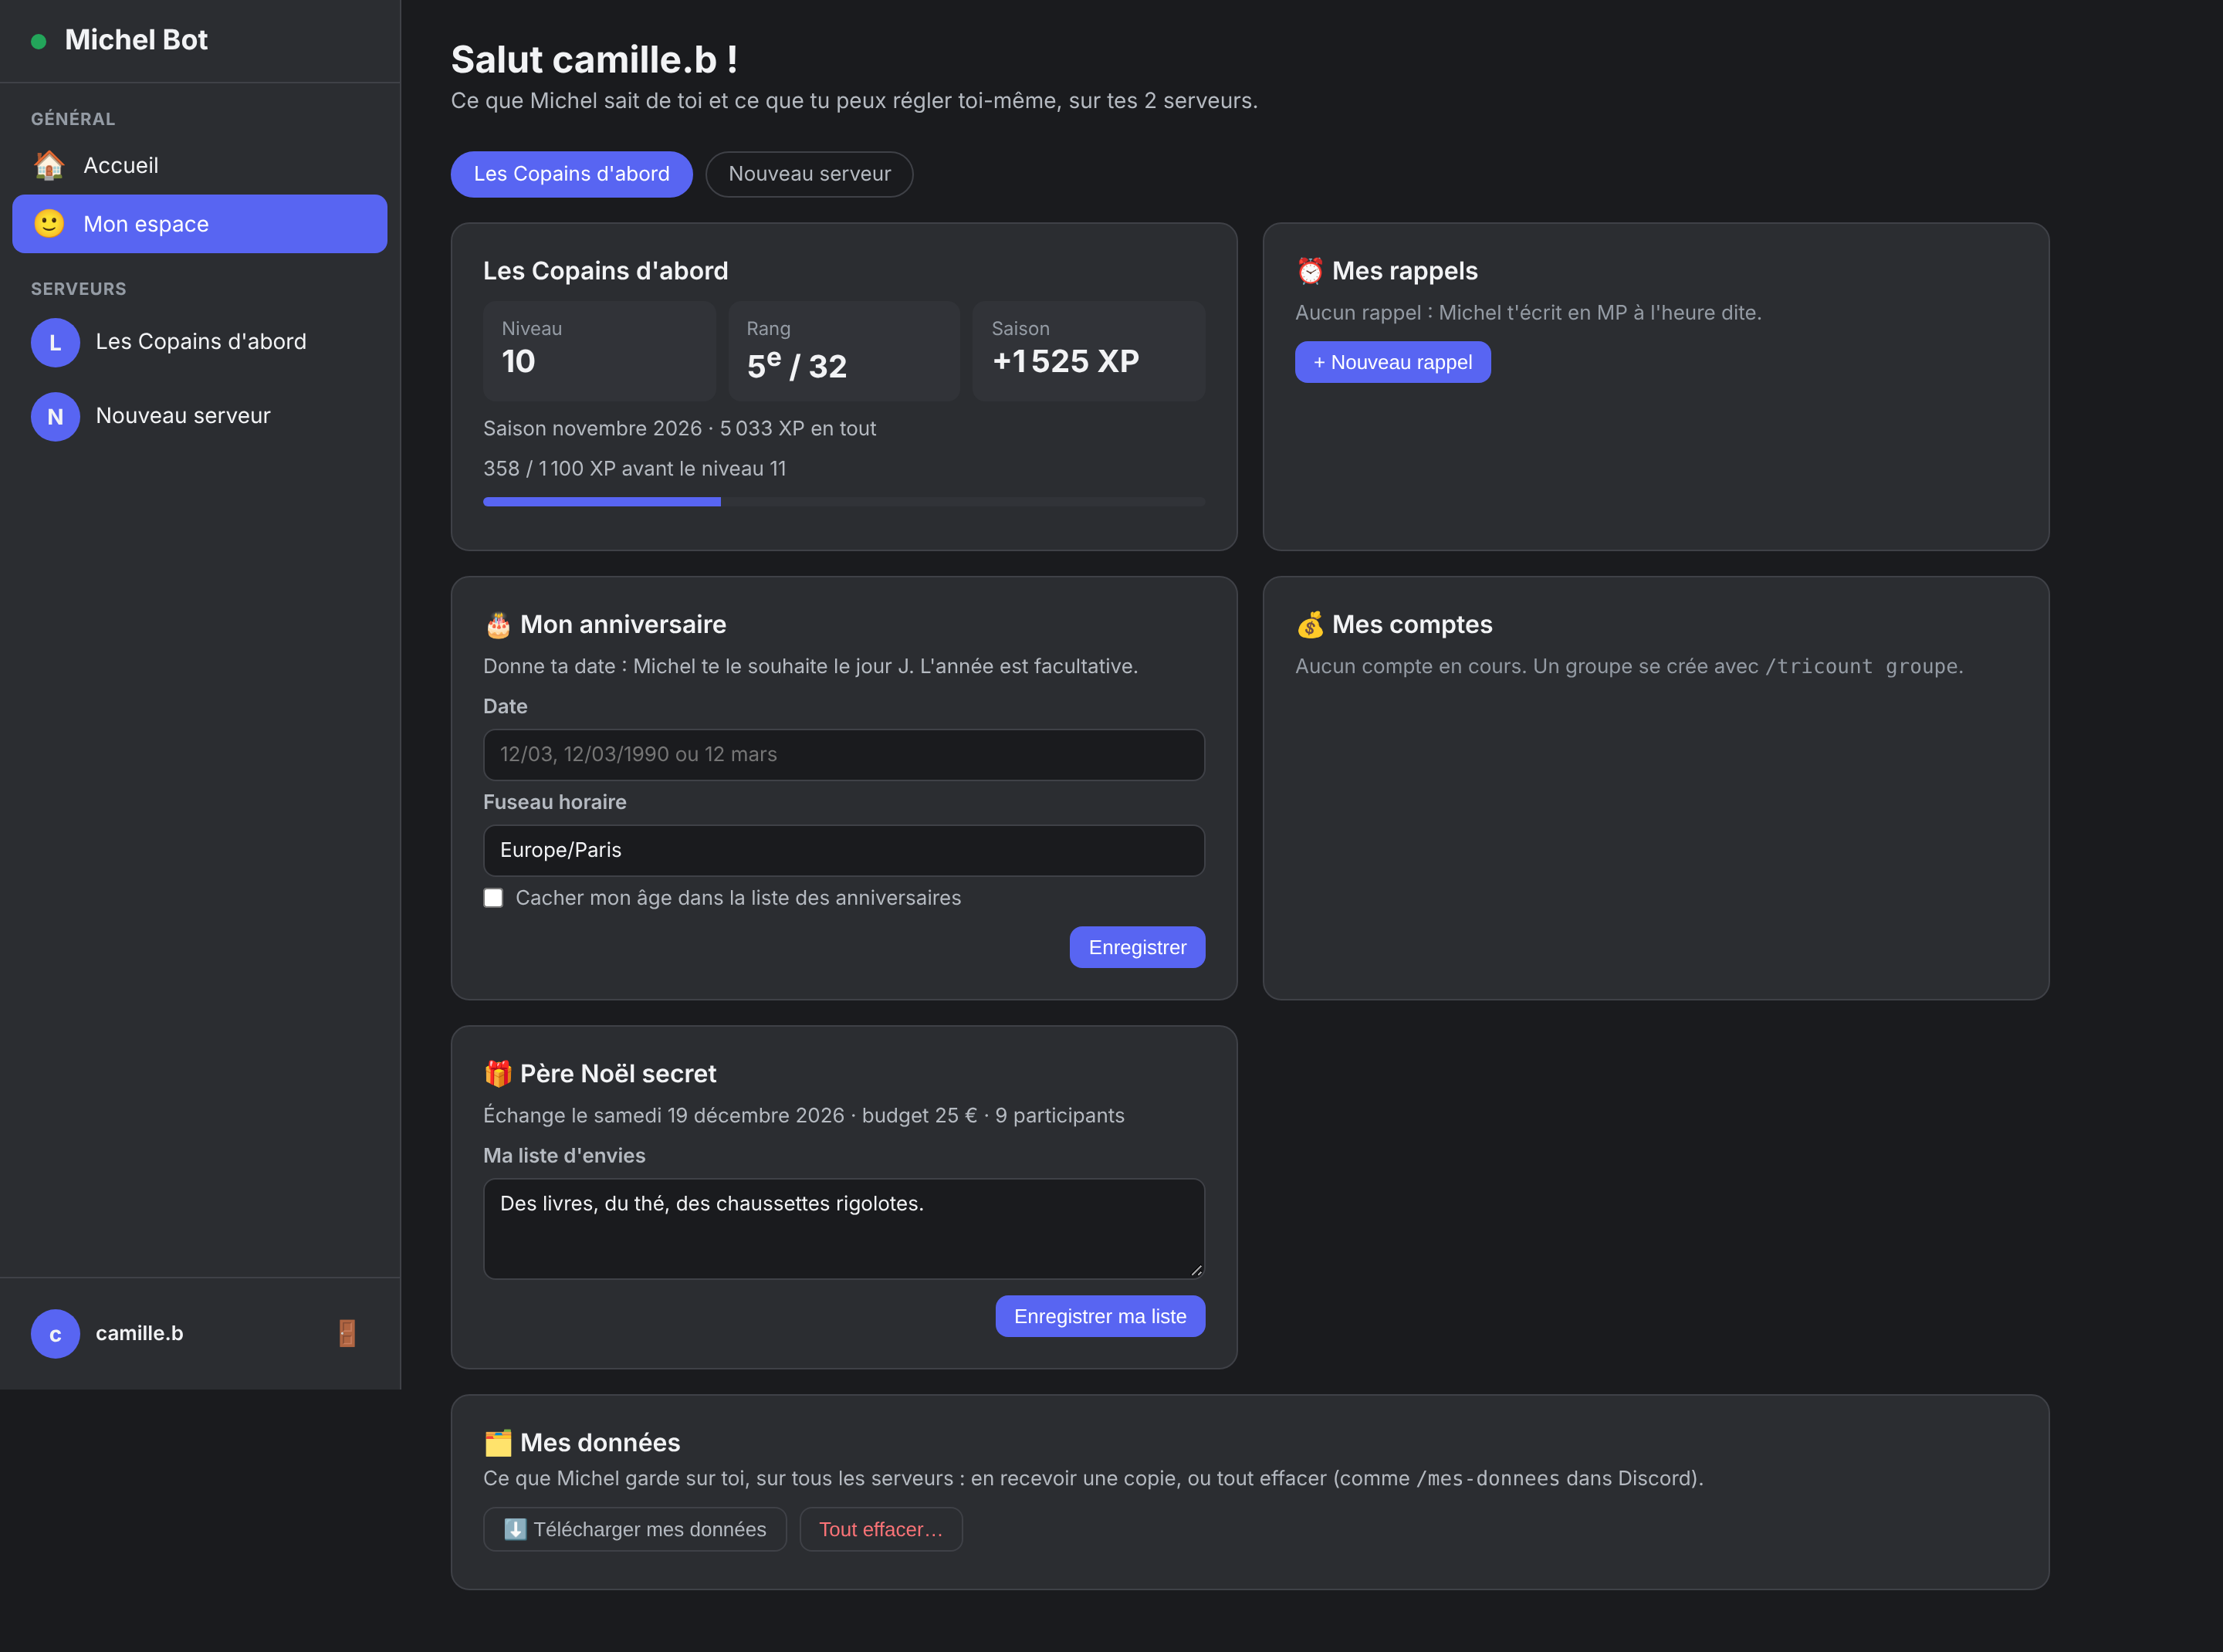 Michel Bot
GÉNÉRAL
Accueil
Mon espace
SERVEURS
L Les Copains d'abord
N Nouveau serveur
c camille.b
Salut camille.b !
Ce que Michel sait de toi et ce que tu peux régler toi-même, sur tes 2 serveurs.
Les Copains d'abord Nouveau serveur
Les Copains d'abord
Niveau
10
Rang
5e / 32
Saison
+1 525 XP
Saison novembre 2026 · 5 033 XP en tout
358 / 1 100 XP avant le niveau 11
Mes rappels
Aucun rappel : Michel t'écrit en MP à l'heure dite.
+ Nouveau rappel
Mon anniversaire
Donne ta date : Michel te le souhaite le jour J. L'année est facultative.
Date
12/03, 12/03/1990 ou 12 mars
Fuseau horaire
Europe/Paris
Cacher mon âge dans la liste des anniversaires
Enregistrer
Mes comptes
Aucun compte en cours. Un groupe se crée avec /tricount groupe.
Père Noël secret
Échange le samedi 19 décembre 2026 · budget 25 € · 9 participants
Ma liste d'envies
Des livres, du thé, des chaussettes rigolotes.
Enregistrer ma liste
Mes données
Ce que Michel garde sur toi, sur tous les serveurs : en recevoir une copie, ou tout effacer (comme /mes-donnees dans Discord).
Télécharger mes données Tout effacer…